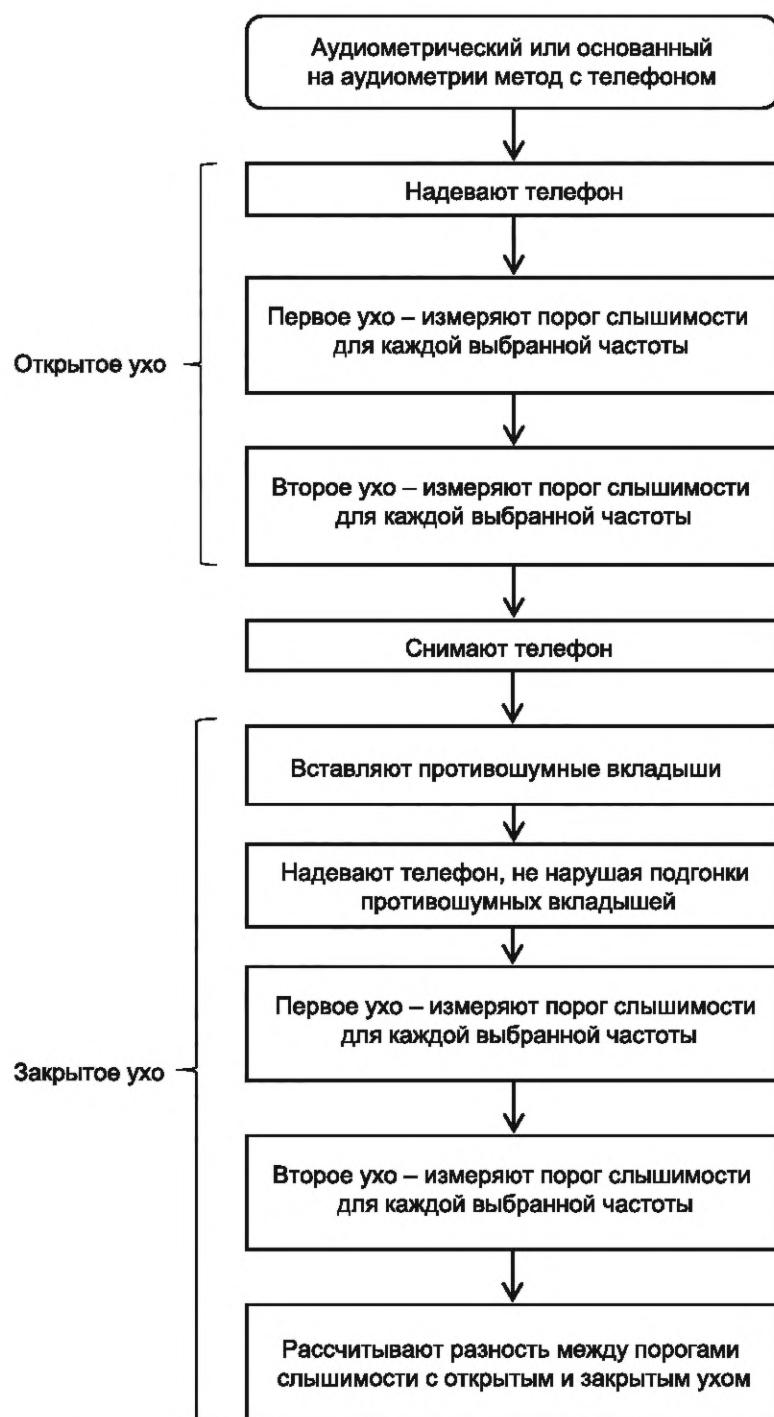 Аудиометрический или основанный
на аудиометрии метод с телефоном
Надевают телефон
Первое ухо – измеряют порог слышимости
для каждой выбранной частоты
Открытое ухо
Второе ухо – измеряют порог слышимости
для каждой выбранной частоты
Снимают телефон
Вставляют противошумные вкладыши
Надевают телефон, не нарушая подгонки
противошумных вкладышей
Первое ухо – измеряют порог слышимости
для каждой выбранной частоты
Закрытое ухо
Второе ухо – измеряют порог слышимости
для каждой выбранной частоты
Рассчитывают разность между порогами
слышимости с открытым и закрытым ухом